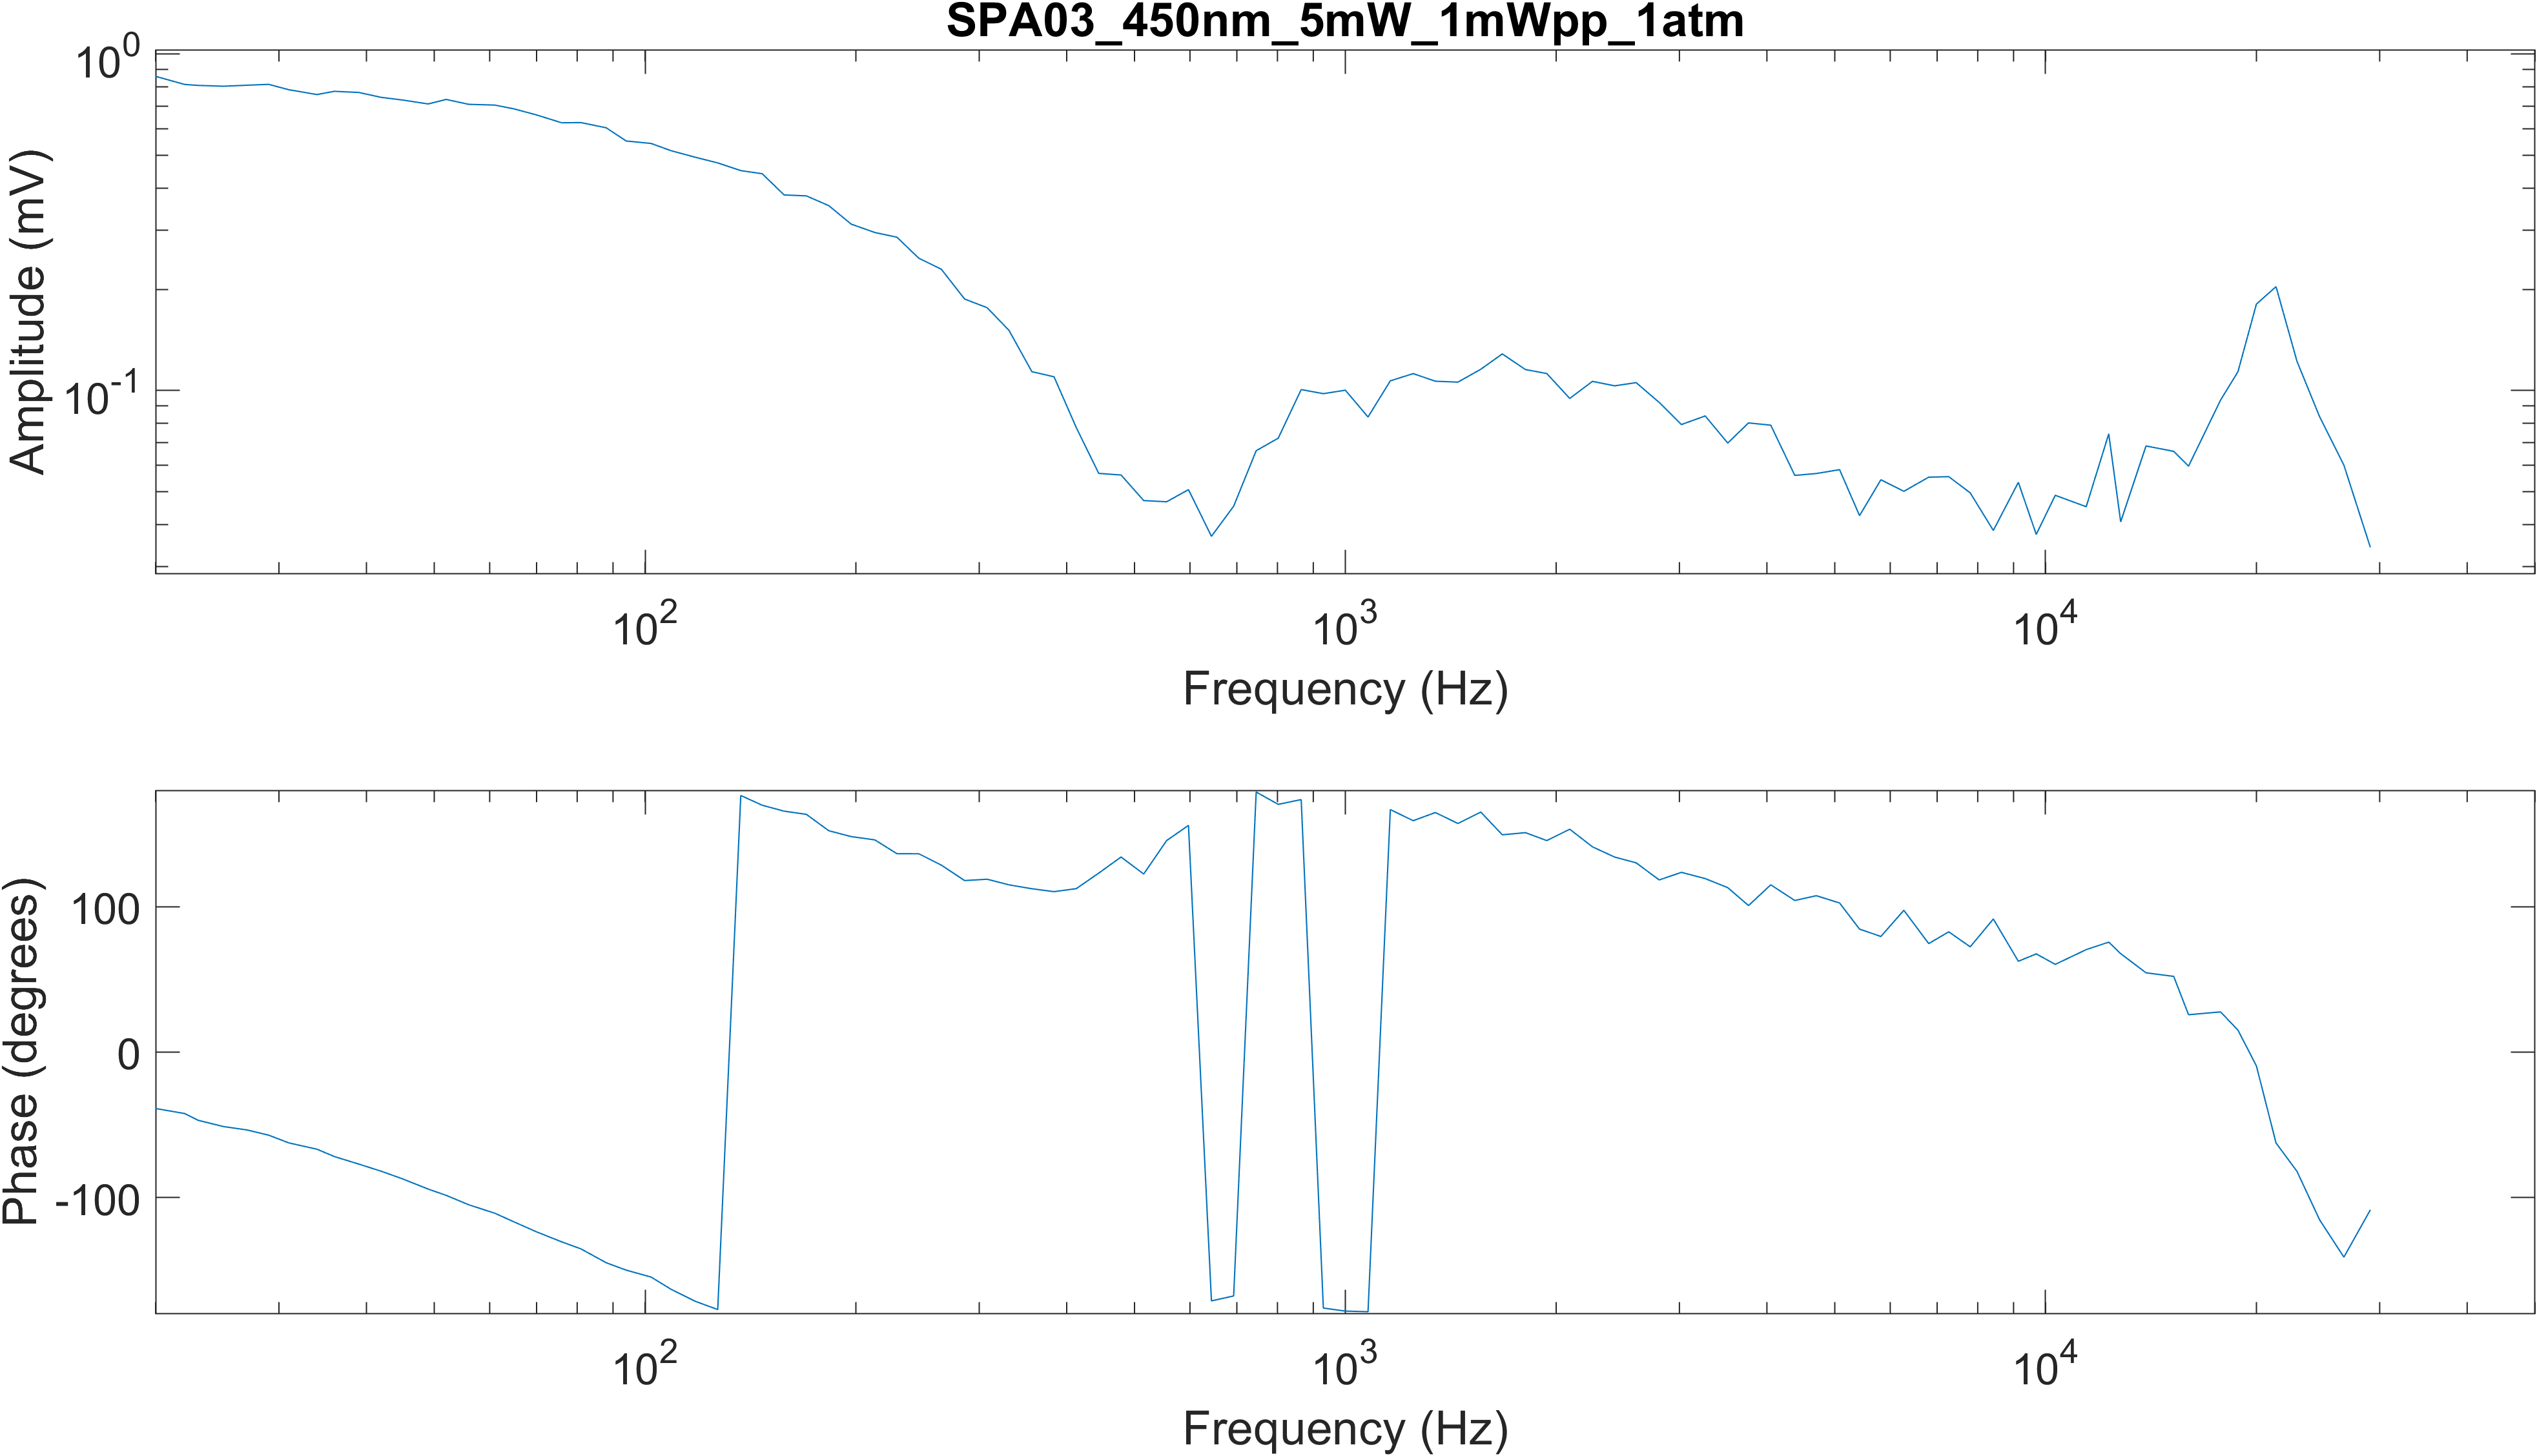 SPA03_450nm_5mW_1mWpp_1atm
10^0
10^-1
Amplitude (mV)
10^2 10^3 10^4
Frequency (Hz)
100
0
-100
Phase (degrees)
10^2 10^3 10^4
Frequency (Hz)